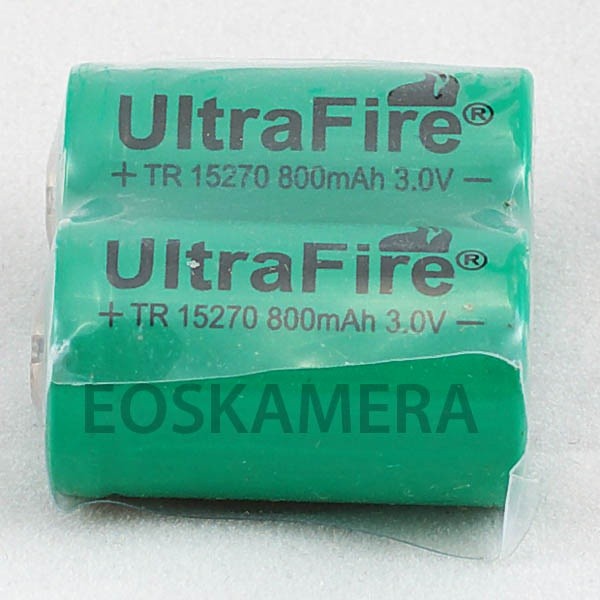 UltraFire®
+ TR 15270 800mAh 3.0V −
UltraFire®
+ TR 15270 800mAh 3.0V −
EOSKAMERA